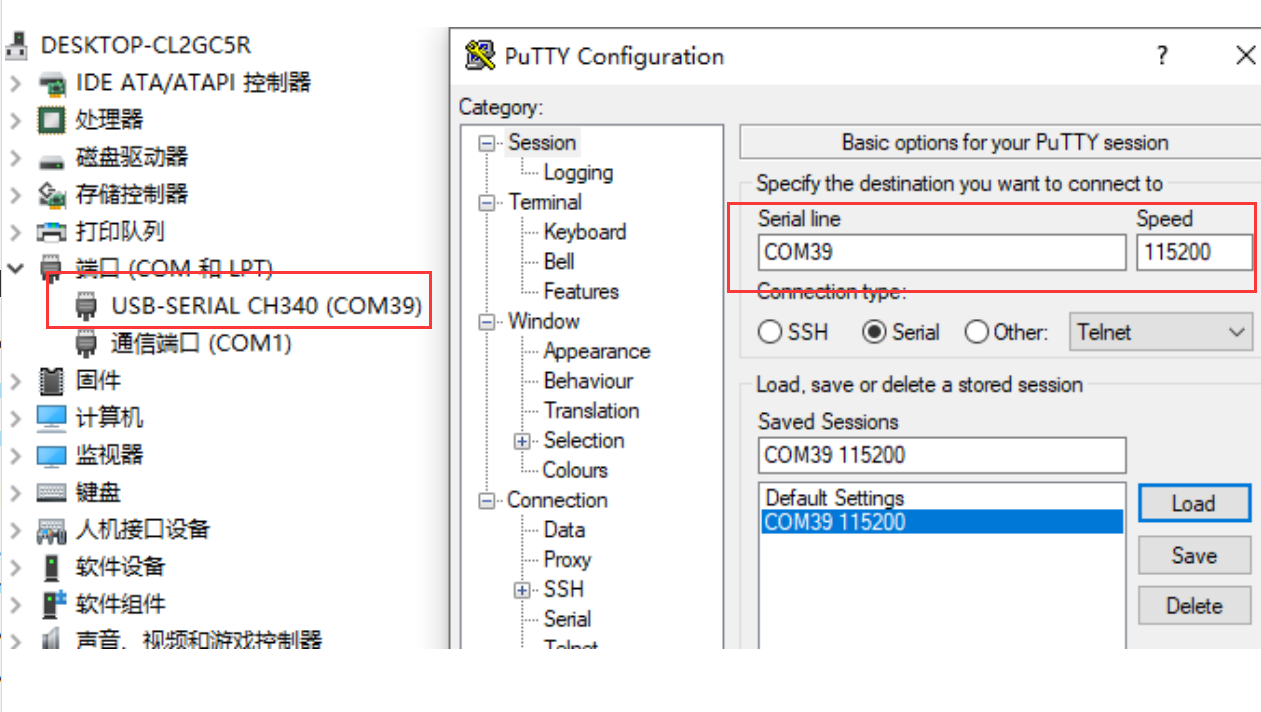 DESKTOP-CL2GC5R
IDE ATA/ATAPI 控制器
处理器
磁盘驱动器
存储控制器
打印队列
端口 (COM 和 LPT)
USB-SERIAL CH340 (COM39)
通信端口 (COM1)
固件
计算机
监视器
键盘
人机接口设备
软件设备
软件组件
声音、视频和游戏控制器
PuTTY Configuration
?
Category:
Session
Logging
Terminal
Keyboard
Bell
Features
Window
Appearance
Behaviour
Translation
Selection
Colours
Connection
Data
Proxy
SSH
Serial
Telnet
Basic options for your PuTTY session
Specify the destination you want to connect to
Serial line
Speed
COM39
115200
Connection type:
SSH
Serial
Other:
Telnet
Load, save or delete a stored session
Saved Sessions
COM39 115200
Default Settings
COM39 115200
Load
Save
Delete